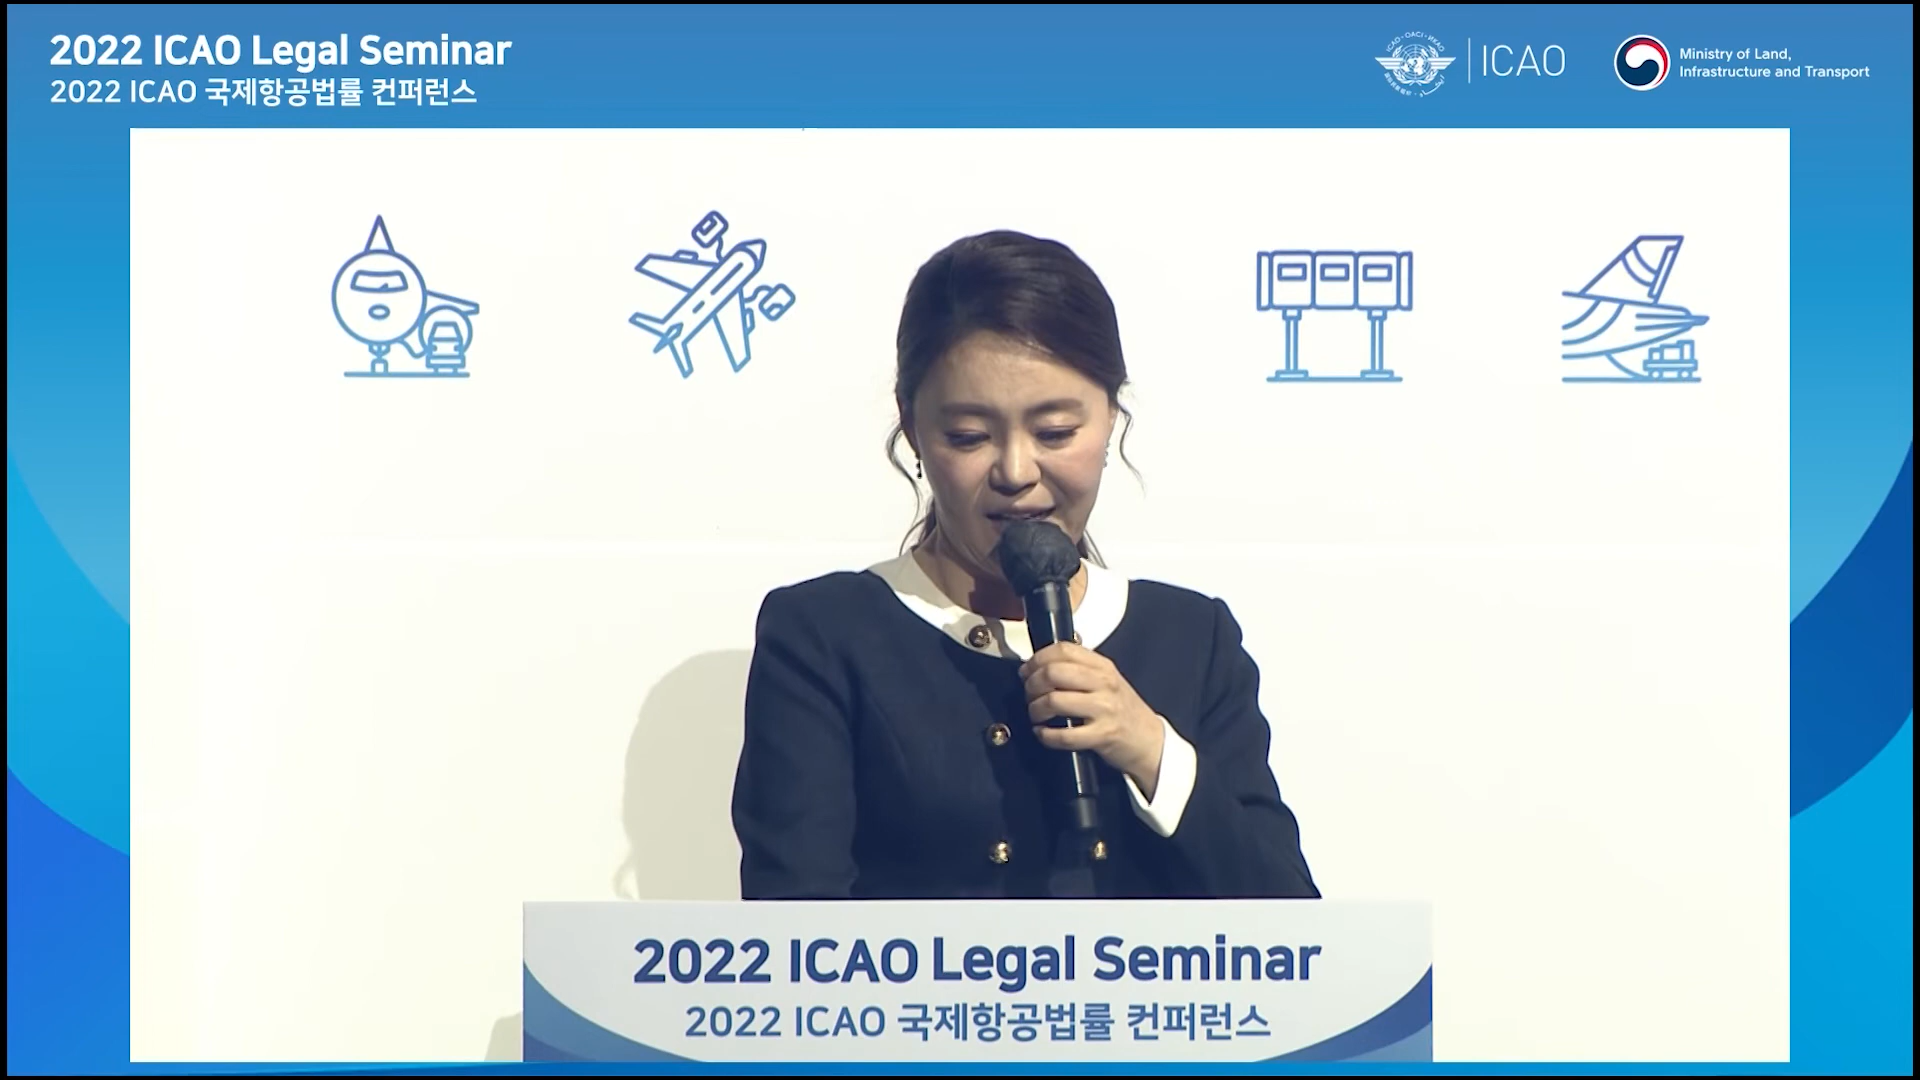 2022 ICAO Legal Seminar
2022 ICAO 국제항공법률 컨퍼런스
ICAO
Ministry of Land,
Infrastructure and Transport
2022 ICAO Legal Seminar
2022 ICAO 국제항공법률 컨퍼런스